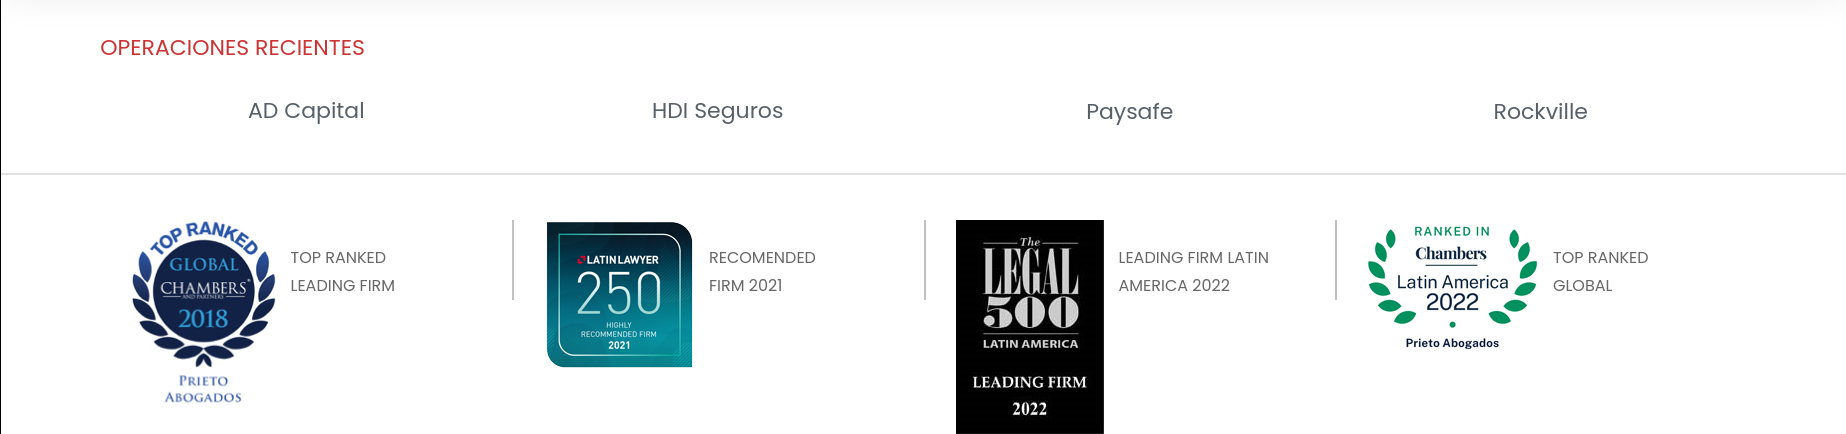 OPERACIONES RECIENTES
AD Capital
HDI Seguros
Paysafe
Rockville
TOP RANKED
GLOBAL
CHAMBERS
AND PARTNERS
2018
PRIETO
ABOGADOS
TOP RANKED
LEADING FIRM
LATIN LAWYER
250
HIGHLY
RECOMMENDED FIRM
2021
RECOMENDED
FIRM 2021
The
LEGAL
500
LATIN AMERICA
LEADING FIRM
2022
LEADING FIRM LATIN
AMERICA 2022
RANKED IN
Chambers
Latin America
2022
Prieto Abogados
TOP RANKED
GLOBAL